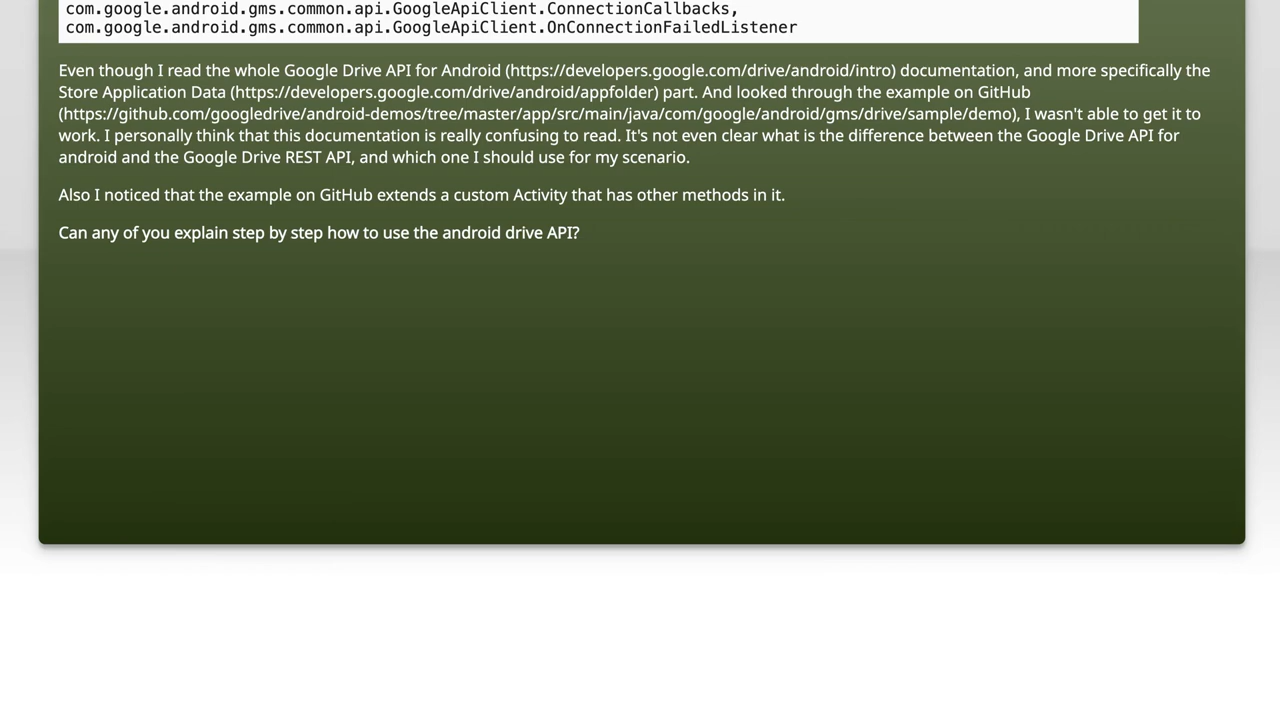 com.google.android.gms.common.api.GoogleApiClient.ConnectionCallbacks,
com.google.android.gms.common.api.GoogleApiClient.OnConnectionFailedListener
Even though I read the whole Google Drive API for Android (https://developers.google.com/drive/android/intro) documentation, and more specifically the
Store Application Data (https://developers.google.com/drive/android/appfolder) part. And looked through the example on GitHub
(https://github.com/googledrive/android-demos/tree/master/app/src/main/java/com/google/android/gms/drive/sample/demo), I wasn't able to get it to
work. I personally think that this documentation is really confusing to read. It's not even clear what is the difference between the Google Drive API for
android and the Google Drive REST API, and which one I should use for my scenario.
Also I noticed that the example on GitHub extends a custom Activity that has other methods in it.
Can any of you explain step by step how to use the android drive API?